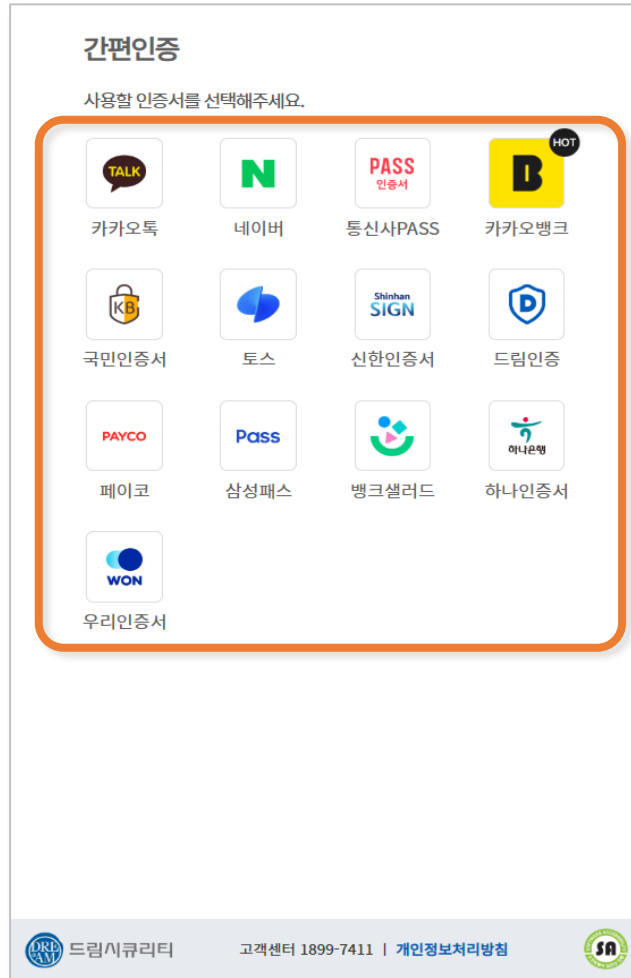 간편인증
사용할 인증서를 선택해주세요.
HOT
TALK
N
PASS
인증서
B
카카오톡
네이버
통신사PASS
카카오뱅크
KB
Shinhan
SIGN
D
국민인증서
토스
신한인증서
드림인증
PAYCO
Pass
하나은행
페이코
삼성패스
뱅크샐러드
하나인증서
WON
우리인증서
DREAM 드림시큐리티
고객센터 1899-7411 | 개인정보처리방침
SA